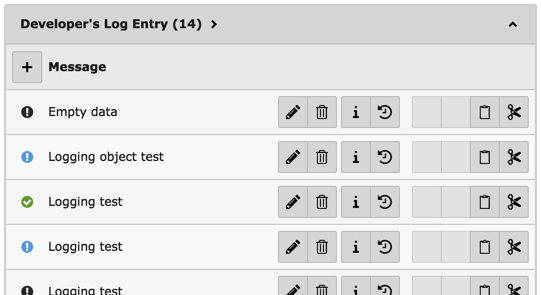 Developer's Log Entry (14)
Message
Empty data
Logging object test
Logging test
Logging test
Logging test